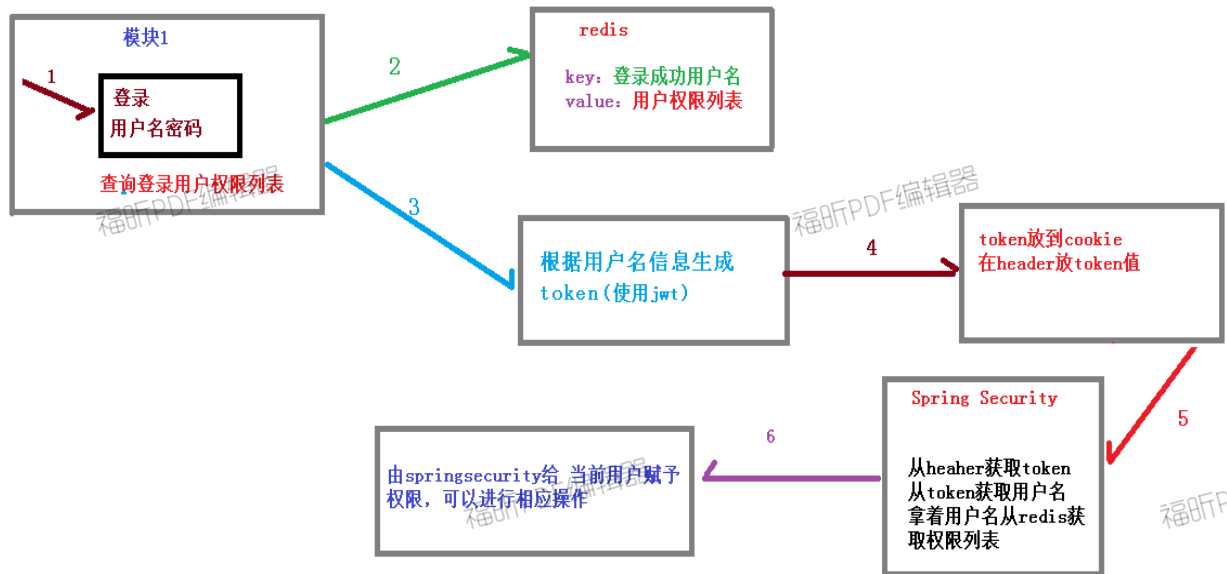 模块1
1
登录
用户名密码
查询登录用户权限列表
2
redis
key：登录成功用户名
value：用户权限列表
3
根据用户名信息生成
token(使用jwt)
4
token放到cookie
在header放token值
5
Spring Security
从heaher获取token
从token获取用户名
拿着用户名从redis获
取权限列表
6
由springsecurity给 当前用户赋予
权限，可以进行相应操作
福昕PDF编辑器
福昕PDF编辑器
福昕PDF编辑器
福昕PD